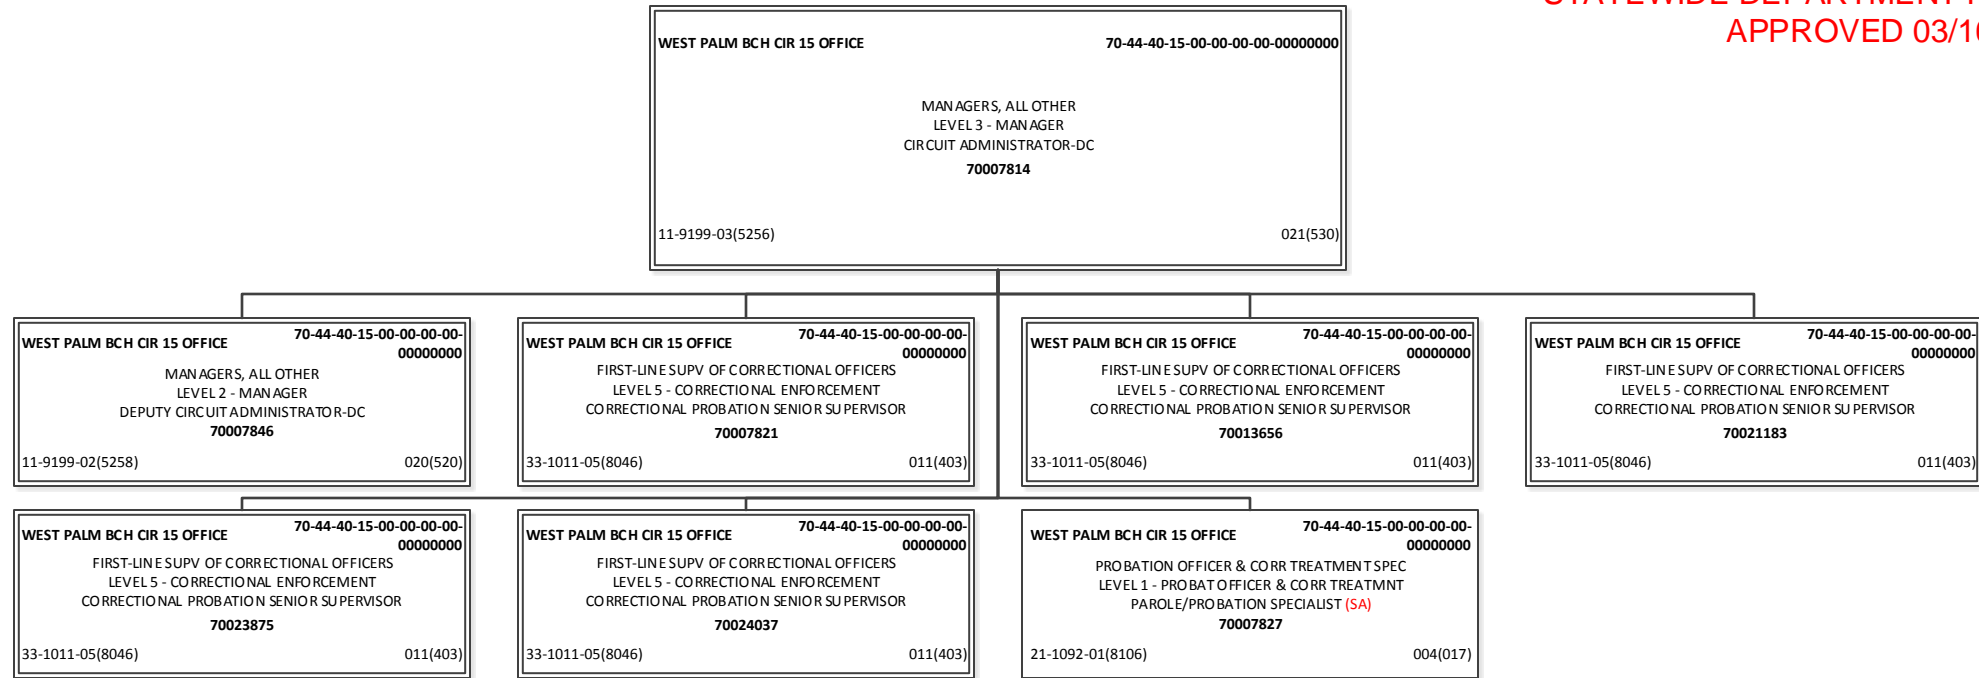 STATEWIDE DEPARTMENT
APPROVED 03/10
WEST PALM BCH CIR 15 OFFICE 70-44-40-15-00-00-00-00-00000000
MANAGERS, ALL OTHER
LEVEL 3 - MANAGER
CIRCUIT ADMINISTRATOR-DC
70007814
11-9199-03(5256) 021(530)
WEST PALM BCH CIR 15 OFFICE 70-44-40-15-00-00-00-00-
00000000
MANAGERS, ALL OTHER
LEVEL 2 - MANAGER
DEPUTY CIRCUIT ADMINISTRATOR-DC
70007846
11-9199-02(5258) 020(520)
WEST PALM BCH CIR 15 OFFICE 70-44-40-15-00-00-00-00-
00000000
FIRST-LINE SUPV OF CORRECTIONAL OFFICERS
LEVEL 5 - CORRECTIONAL ENFORCEMENT
CORRECTIONAL PROBATION SENIOR SUPERVISOR
70007821
33-1011-05(8046) 011(403)
WEST PALM BCH CIR 15 OFFICE 70-44-40-15-00-00-00-00-
00000000
FIRST-LINE SUPV OF CORRECTIONAL OFFICERS
LEVEL 5 - CORRECTIONAL ENFORCEMENT
CORRECTIONAL PROBATION SENIOR SUPERVISOR
70013656
33-1011-05(8046) 011(403)
WEST PALM BCH CIR 15 OFFICE 70-44-40-15-00-00-00-00-
00000000
FIRST-LINE SUPV OF CORRECTIONAL OFFICERS
LEVEL 5 - CORRECTIONAL ENFORCEMENT
CORRECTIONAL PROBATION SENIOR SUPERVISOR
70021183
33-1011-05(8046) 011(403)
WEST PALM BCH CIR 15 OFFICE 70-44-40-15-00-00-00-00-
00000000
FIRST-LINE SUPV OF CORRECTIONAL OFFICERS
LEVEL 5 - CORRECTIONAL ENFORCEMENT
CORRECTIONAL PROBATION SENIOR SUPERVISOR
70023875
33-1011-05(8046) 011(403)
WEST PALM BCH CIR 15 OFFICE 70-44-40-15-00-00-00-00-
00000000
FIRST-LINE SUPV OF CORRECTIONAL OFFICERS
LEVEL 5 - CORRECTIONAL ENFORCEMENT
CORRECTIONAL PROBATION SENIOR SUPERVISOR
70024037
33-1011-05(8046) 011(403)
WEST PALM BCH CIR 15 OFFICE 70-44-40-15-00-00-00-00-
00000000
PROBATION OFFICER & CORR TREATMENT SPEC
LEVEL 1 - PROBAT OFFICER & CORR TREATMNT
PAROLE/PROBATION SPECIALIST (SA)
70007827
21-1092-01(8106) 004(017)